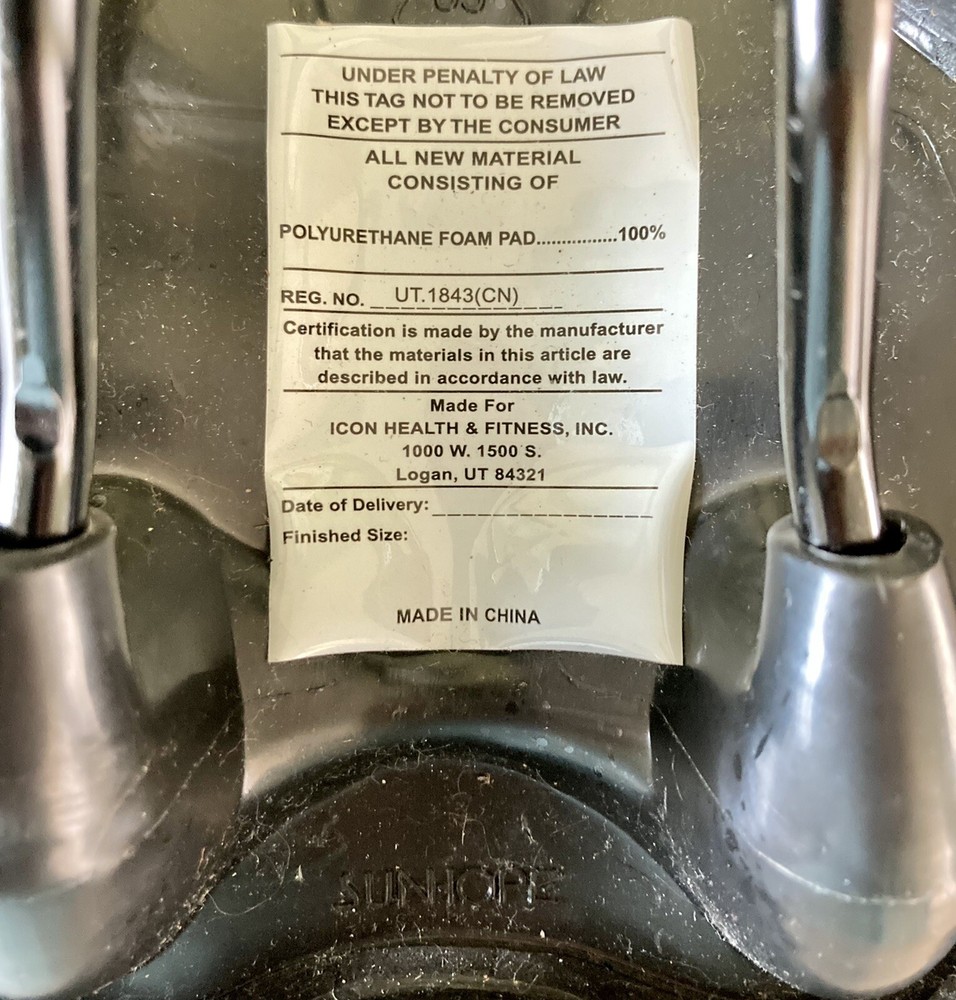 UNDER PENALTY OF LAW
THIS TAG NOT TO BE REMOVED
EXCEPT BY THE CONSUMER
ALL NEW MATERIAL
CONSISTING OF
POLYURETHANE FOAM PAD................100%
REG. NO. UT.1843(CN)
Certification is made by the manufacturer
that the materials in this article are
described in accordance with law.
Made For
ICON HEALTH & FITNESS, INC.
1000 W. 1500 S.
Logan, UT 84321
Date of Delivery:
Finished Size:
MADE IN CHINA
SUNHOPE